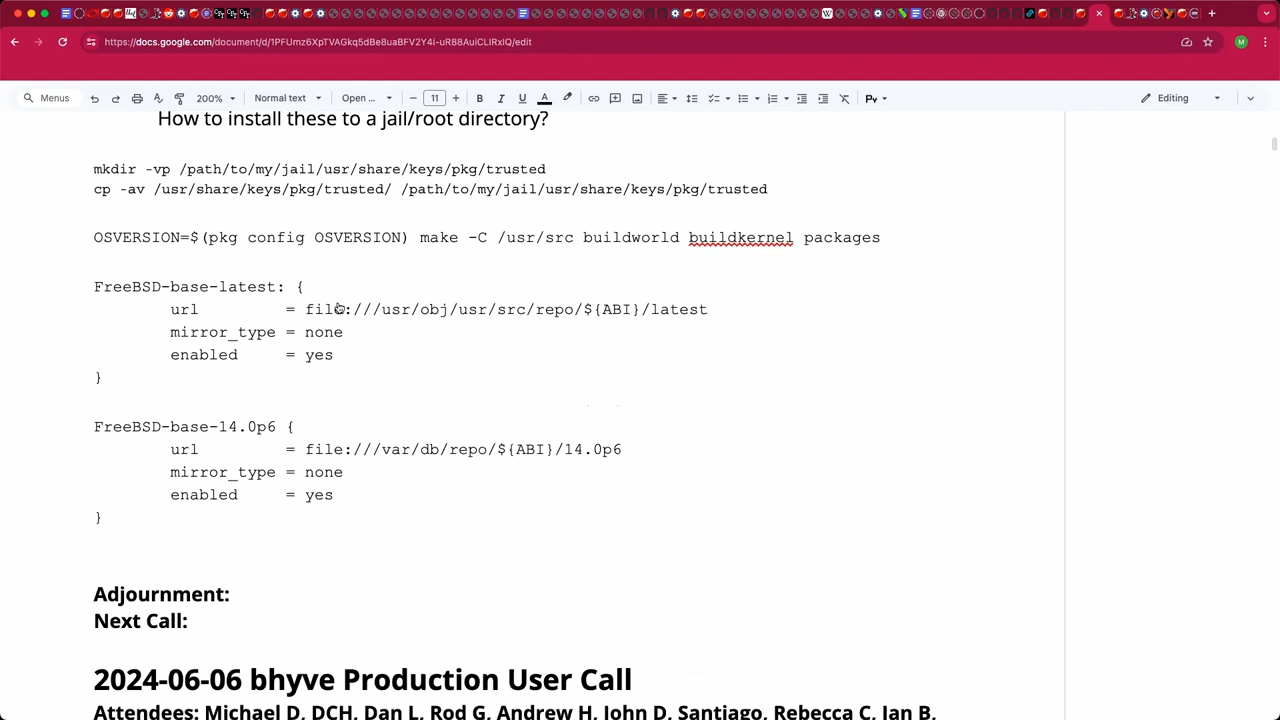 https://docs.google.com/document/d/1PFUmz6XpTVAGkq5dBe8uaBFV2Y4i-uR88AuiCLIRxIQ/edit
M
Menus
200%
Normal text
Open ...
11
Editing
How to install these to a jail/root directory?
mkdir -vp /path/to/my/jail/usr/share/keys/pkg/trusted
cp -av /usr/share/keys/pkg/trusted/ /path/to/my/jail/usr/share/keys/pkg/trusted
OSVERSION=$(pkg config OSVERSION) make -C /usr/src buildworld buildkernel packages
FreeBSD-base-latest: {
url = file:///usr/obj/usr/src/repo/${ABI}/latest
mirror_type = none
enabled = yes
}
FreeBSD-base-14.0p6 {
url = file:///var/db/repo/${ABI}/14.0p6
mirror_type = none
enabled = yes
}
Adjournment:
Next Call:
2024-06-06 bhyve Production User Call
Attendees: Michael D, DCH, Dan L, Rod G, Andrew H, John D, Santiago, Rebecca C, Ian B,